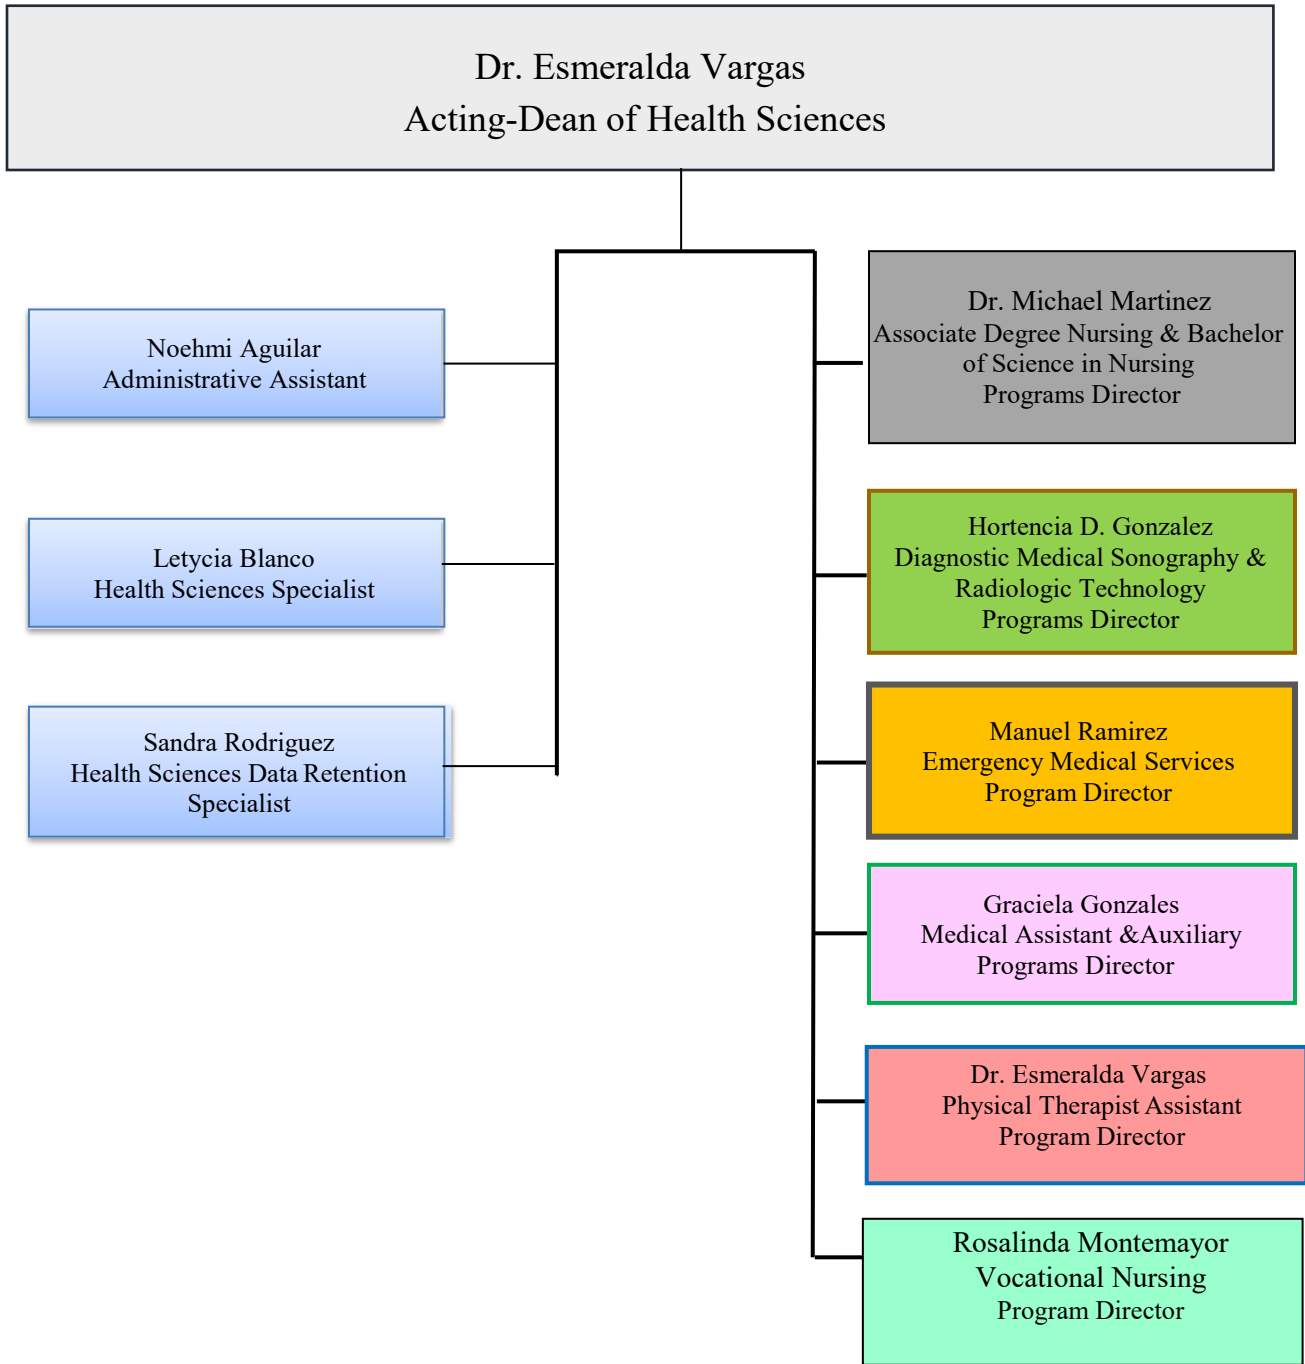 Dr. Esmeralda Vargas
Acting-Dean of Health Sciences
Noehmi Aguilar
Administrative Assistant
Letycia Blanco
Health Sciences Specialist
Sandra Rodriguez
Health Sciences Data Retention
Specialist
Dr. Michael Martinez
Associate Degree Nursing & Bachelor
of Science in Nursing
Programs Director
Hortencia D. Gonzalez
Diagnostic Medical Sonography &
Radiologic Technology
Programs Director
Manuel Ramirez
Emergency Medical Services
Program Director
Graciela Gonzales
Medical Assistant &Auxiliary
Programs Director
Dr. Esmeralda Vargas
Physical Therapist Assistant
Program Director
Rosalinda Montemayor
Vocational Nursing
Program Director